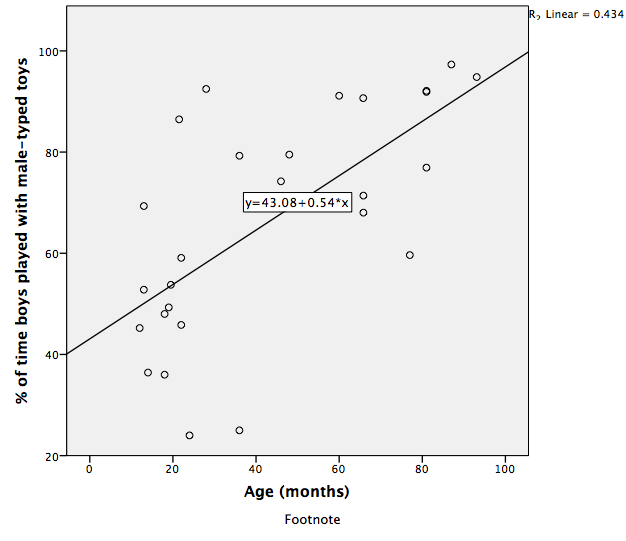 R2 Linear = 0.434
% of time boys played with male-typed toys
100
80
60
40
20
y=43.08+0.54*x
0 20 40 60 80 100
Age (months)
Footnote